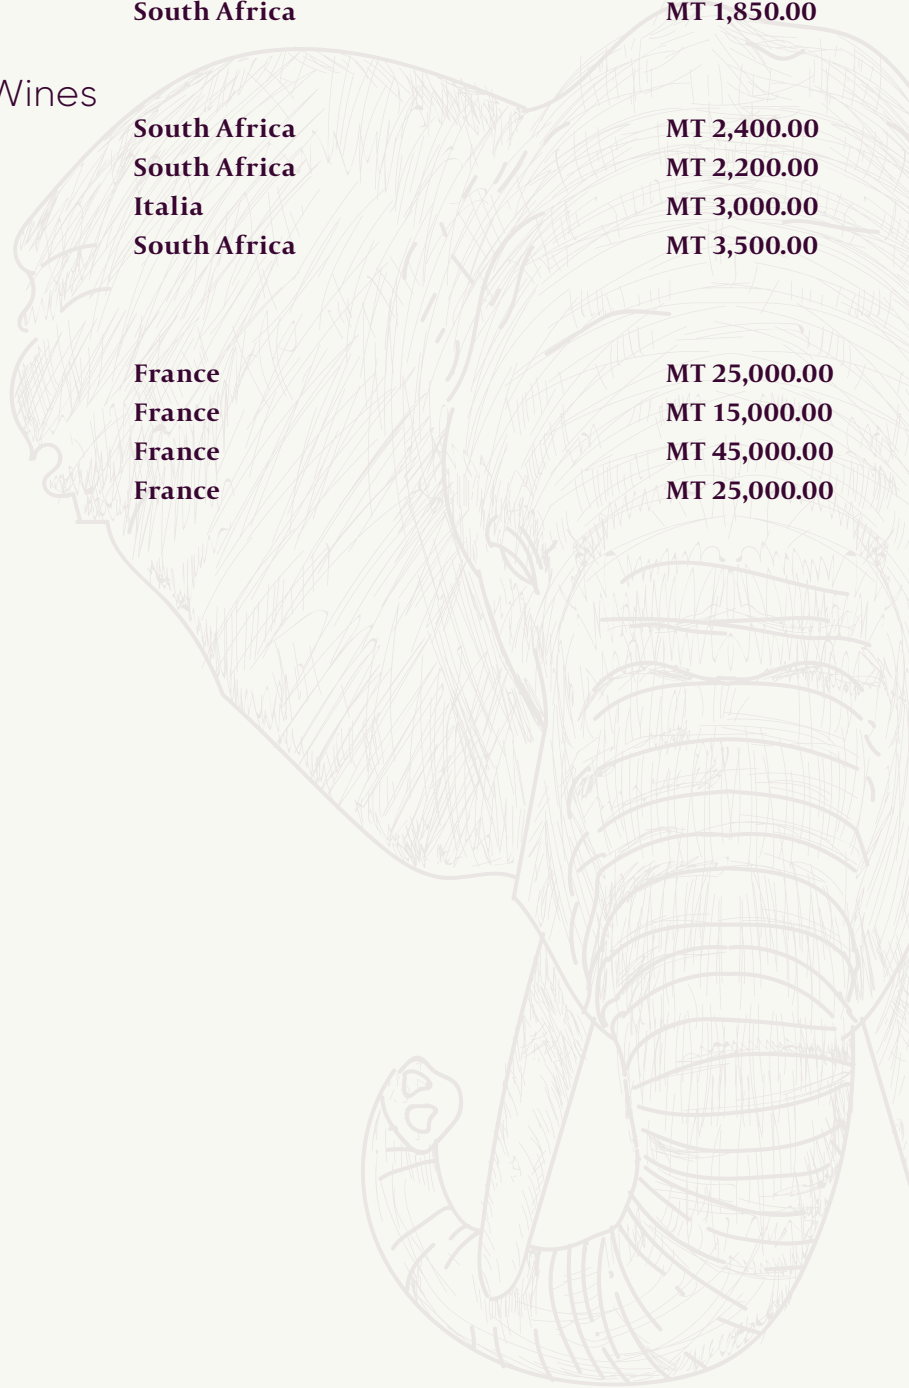 South Africa MT 1,850.00
Wines
South Africa MT 2,400.00
South Africa MT 2,200.00
Italia MT 3,000.00
South Africa MT 3,500.00
France MT 25,000.00
France MT 15,000.00
France MT 45,000.00
France MT 25,000.00